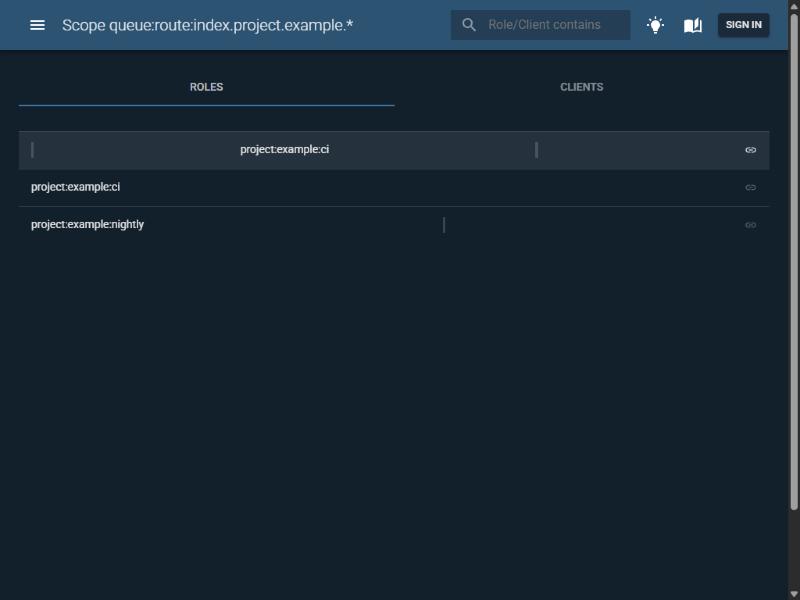 Scope queue:route:index.project.example.*
Role/Client contains
SIGN IN
ROLES
CLIENTS
project:example:ci
project:example:ci
project:example:nightly